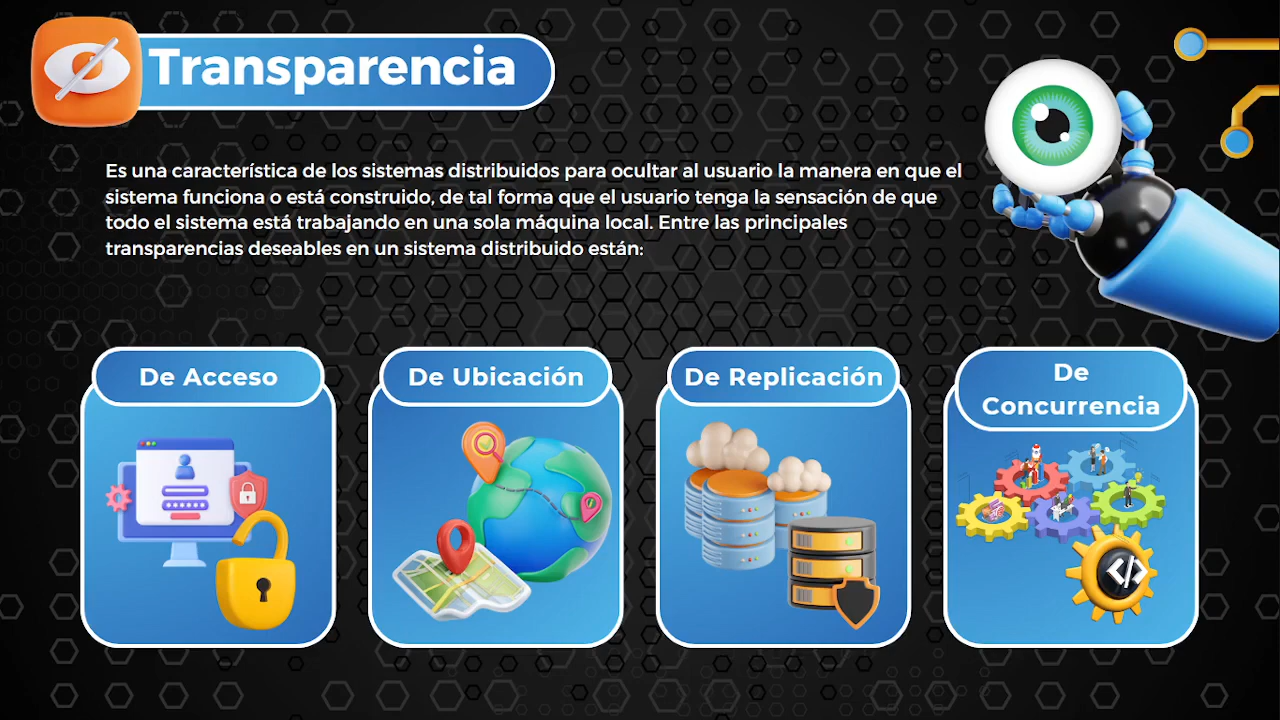 Transparencia
Es una característica de los sistemas distribuidos para ocultar al usuario la manera en que el
sistema funciona o está construido, de tal forma que el usuario tenga la sensación de que
todo el sistema está trabajando en una sola máquina local. Entre las principales
transparencias deseables en un sistema distribuido están:
De Acceso
De Ubicación
De Replicación
De
Concurrencia